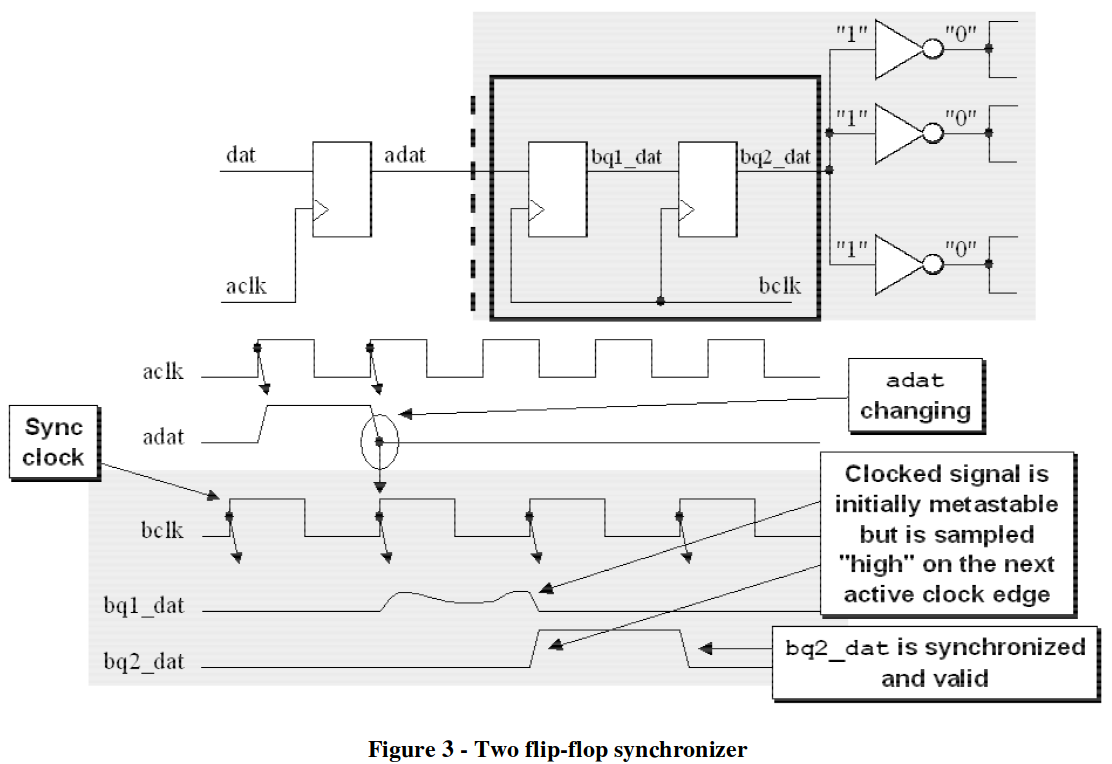 "1"
"0"
"1"
"0"
dat
adat
bq1_dat
bq2_dat
"1"
"0"
aclk
bclk
aclk
adat
changing
adat
Sync
clock
Clocked signal is
initially metastable
but is sampled
"high" on the next
active clock edge
bclk
bq1_dat
bq2_dat
bq2_dat is synchronized
and valid
Figure 3 - Two flip-flop synchronizer